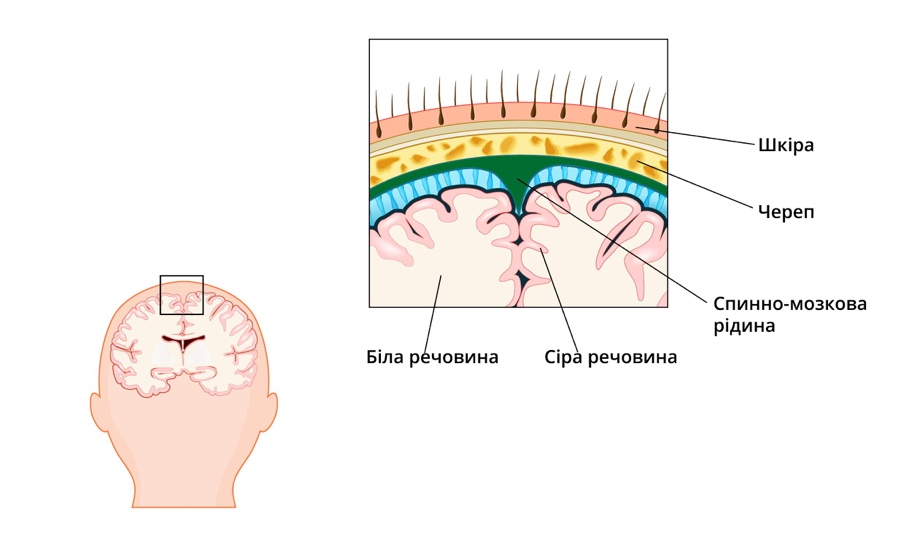 Шкіра
Череп
Спинно-мозкова
рідина
Біла речовина
Сіра речовина